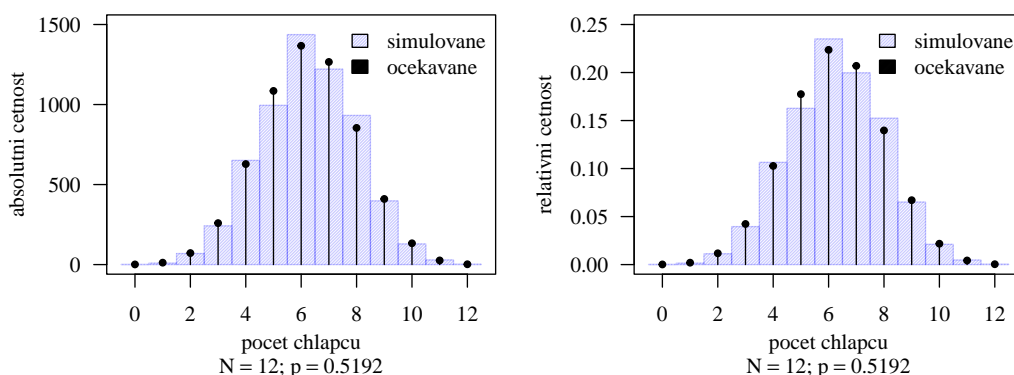 absolutni cetnost
1500
1000
500
0
simulovane
ocekavane
0 2 4 6 8 10 12
pocet chlapcu
N = 12; p = 0.5192
relativni cetnost
0.25
0.20
0.15
0.10
0.05
0.00
simulovane
ocekavane
0 2 4 6 8 10 12
pocet chlapcu
N = 12; p = 0.5192